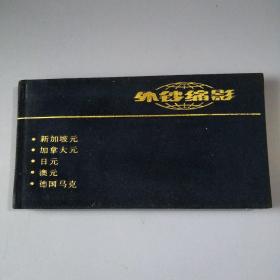 外钞缩影
• 新加坡元
• 加拿大元
• 日元
• 澳元
• 德国马克